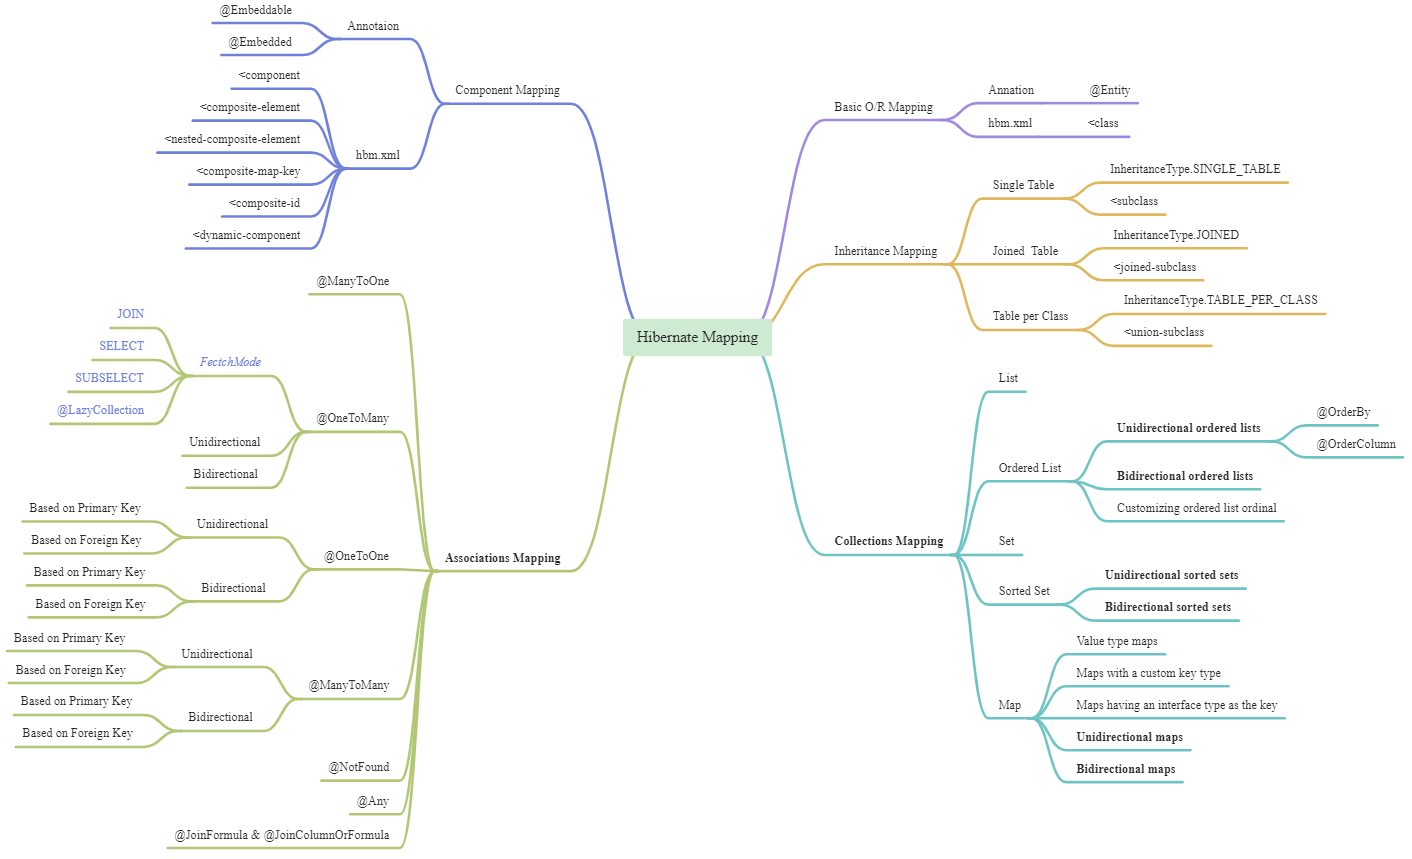 Hibernate Mapping
Component Mapping
Annotaion
@Embeddable
@Embedded
hbm.xml
<component
<composite-element
<nested-composite-element
<composite-map-key
<composite-id
<dynamic-component
Associations Mapping
@ManyToOne
@OneToMany
FectchMode
JOIN
SELECT
SUBSELECT
@LazyCollection
Unidirectional
Bidirectional
@OneToOne
Unidirectional
Based on Primary Key
Based on Foreign Key
Bidirectional
Based on Primary Key
Based on Foreign Key
@ManyToMany
Unidirectional
Based on Primary Key
Based on Foreign Key
Bidirectional
Based on Primary Key
Based on Foreign Key
@NotFound
@Any
@JoinFormula & @JoinColumnOrFormula
Basic O/R Mapping
Annation
@Entity
hbm.xml
<class
Inheritance Mapping
Single Table
InheritanceType.SINGLE_TABLE
<subclass
Joined  Table
InheritanceType.JOINED
<joined-subclass
Table per Class
InheritanceType.TABLE_PER_CLASS
<union-subclass
Collections Mapping
List
Ordered List
Unidirectional ordered lists
@OrderBy
@OrderColumn
Bidirectional ordered lists
Customizing ordered list ordinal
Set
Sorted Set
Unidirectional sorted sets
Bidirectional sorted sets
Map
Value type maps
Maps with a custom key type
Maps having an interface type as the key
Unidirectional maps
Bidirectional maps